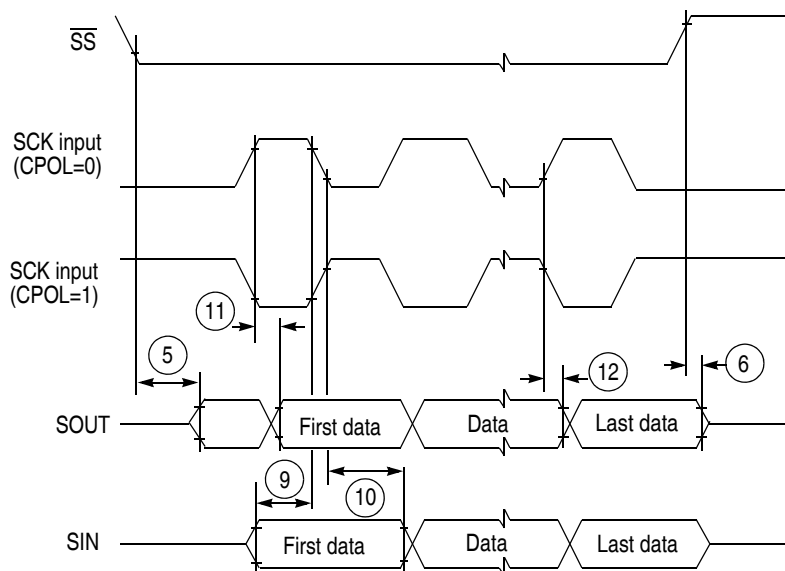 SS
SCK input
(CPOL=0)
SCK input
(CPOL=1)
11
5
12
6
SOUT
First data
Data
Last data
9
10
SIN
First data
Data
Last data